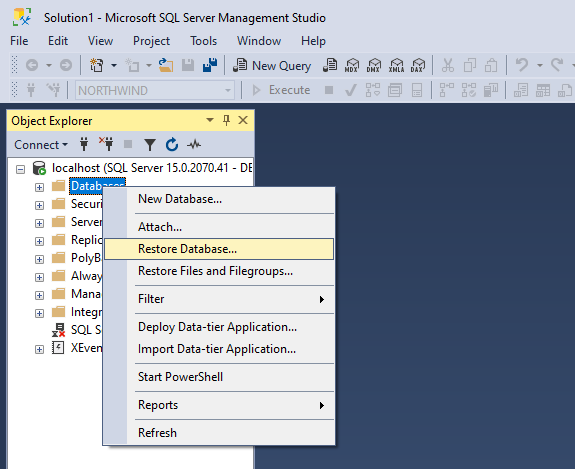 Solution1 - Microsoft SQL Server Management Studio
File Edit View Project Tools Window Help
New Query MDX DMX XMLA DAX
NORTHWIND Execute
Object Explorer
Connect
localhost (SQL Server 15.0.2070.41 - DE
Databases
New Database...
Securi
Attach...
Server
Replic
Restore Database...
PolyB
Restore Files and Filegroups...
Alway
Mana
Filter
Integr
Deploy Data-tier Application...
SQL S
XEven
Import Data-tier Application...
Start PowerShell
Reports
Refresh